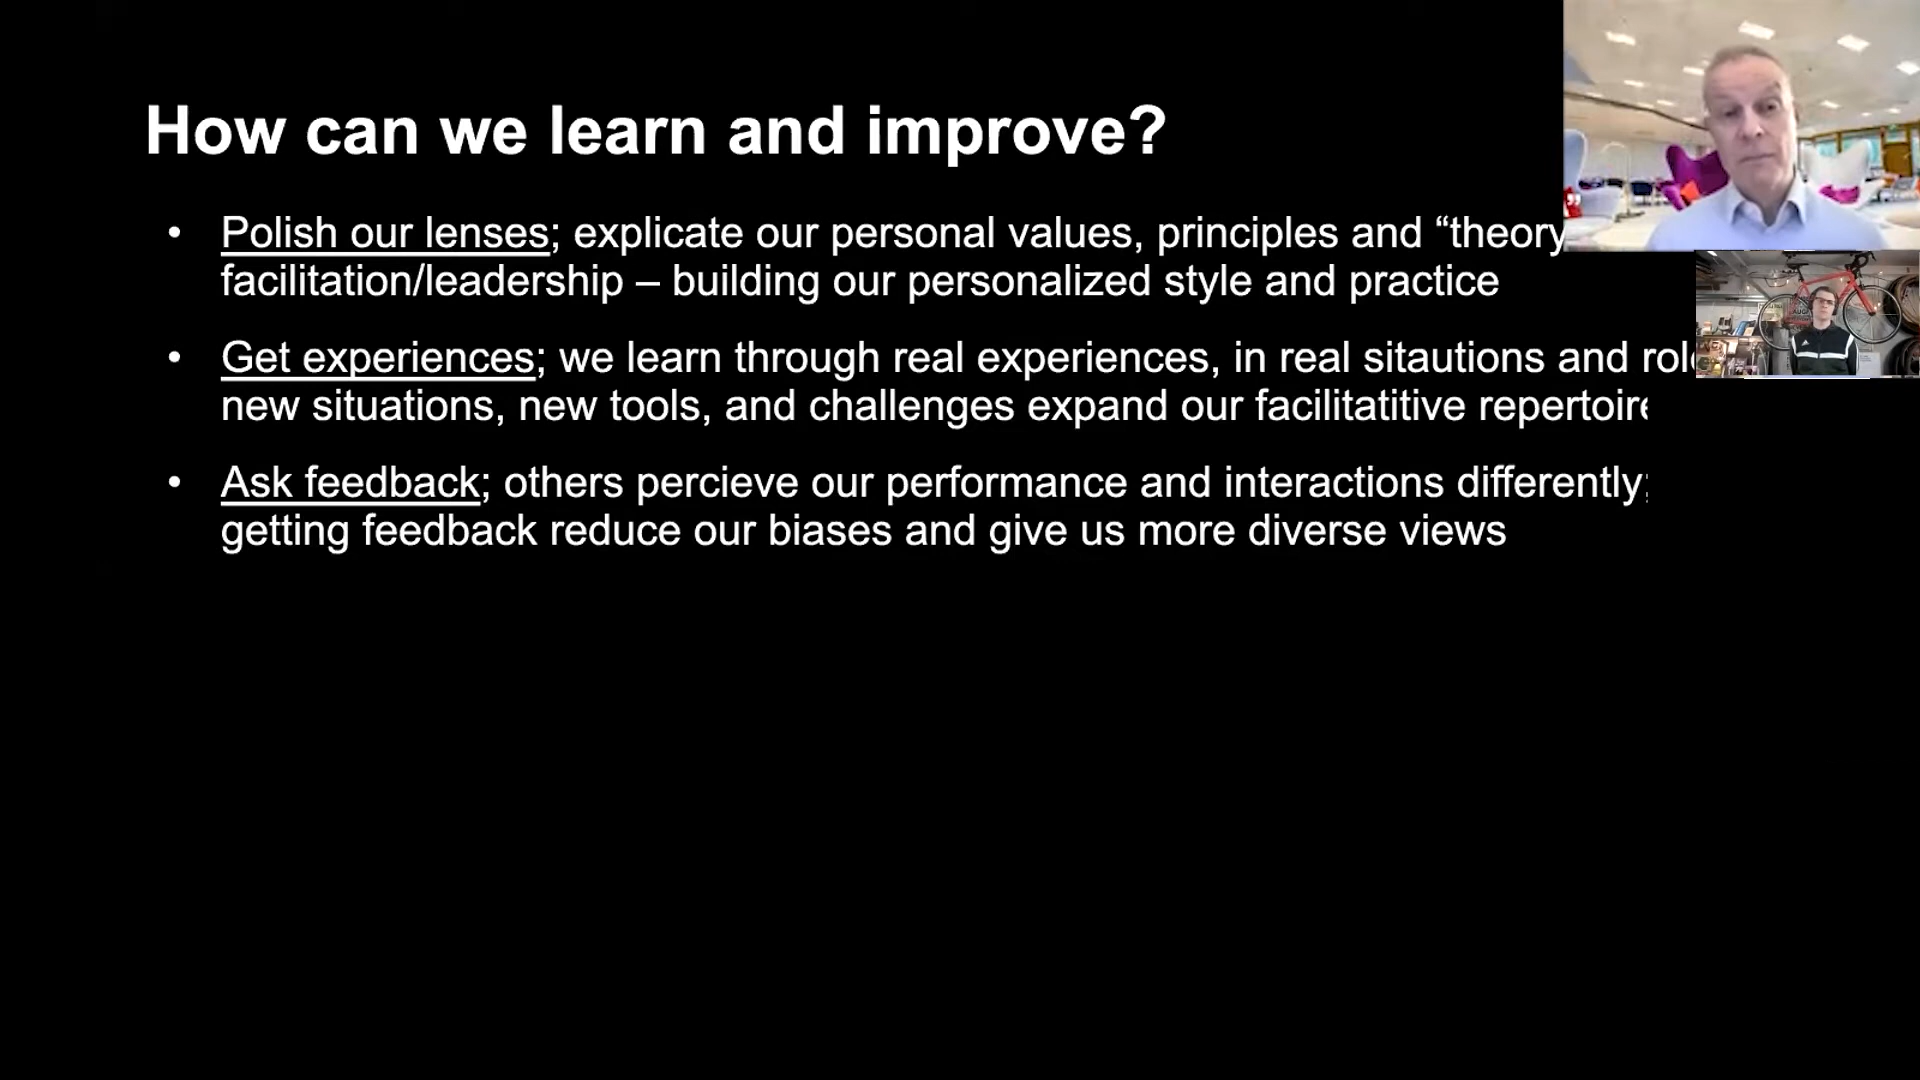 How can we learn and improve?
• Polish our lenses; explicate our personal values, principles and “theory
facilitation/leadership – building our personalized style and practice
• Get experiences; we learn through real experiences, in real sitautions and
new situations, new tools, and challenges expand our facilitatitive repertoire
• Ask feedback; others percieve our performance and interactions differently;
getting feedback reduce our biases and give us more diverse views